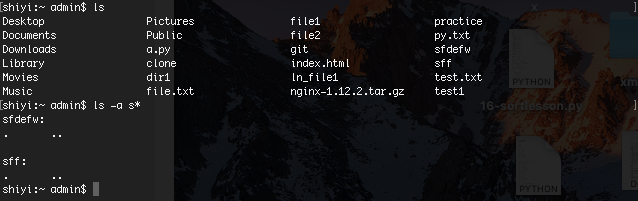 [shiyi:~ admin$ ls ]
Desktop Pictures file1 practice
Documents Public file2 py.txt
Downloads a.py git sfdefw
Library clone index.html sff
Movies dir1 ln_file1 test.txt
Music file.txt nginx-1.12.2.tar.gz test1
[shiyi:~ admin$ ls -a s* ]
sfdefw:
. ..
sff:
. ..
shiyi:~ admin$
x
PYTHON
xm
16-sortlesson.py
PYTHON